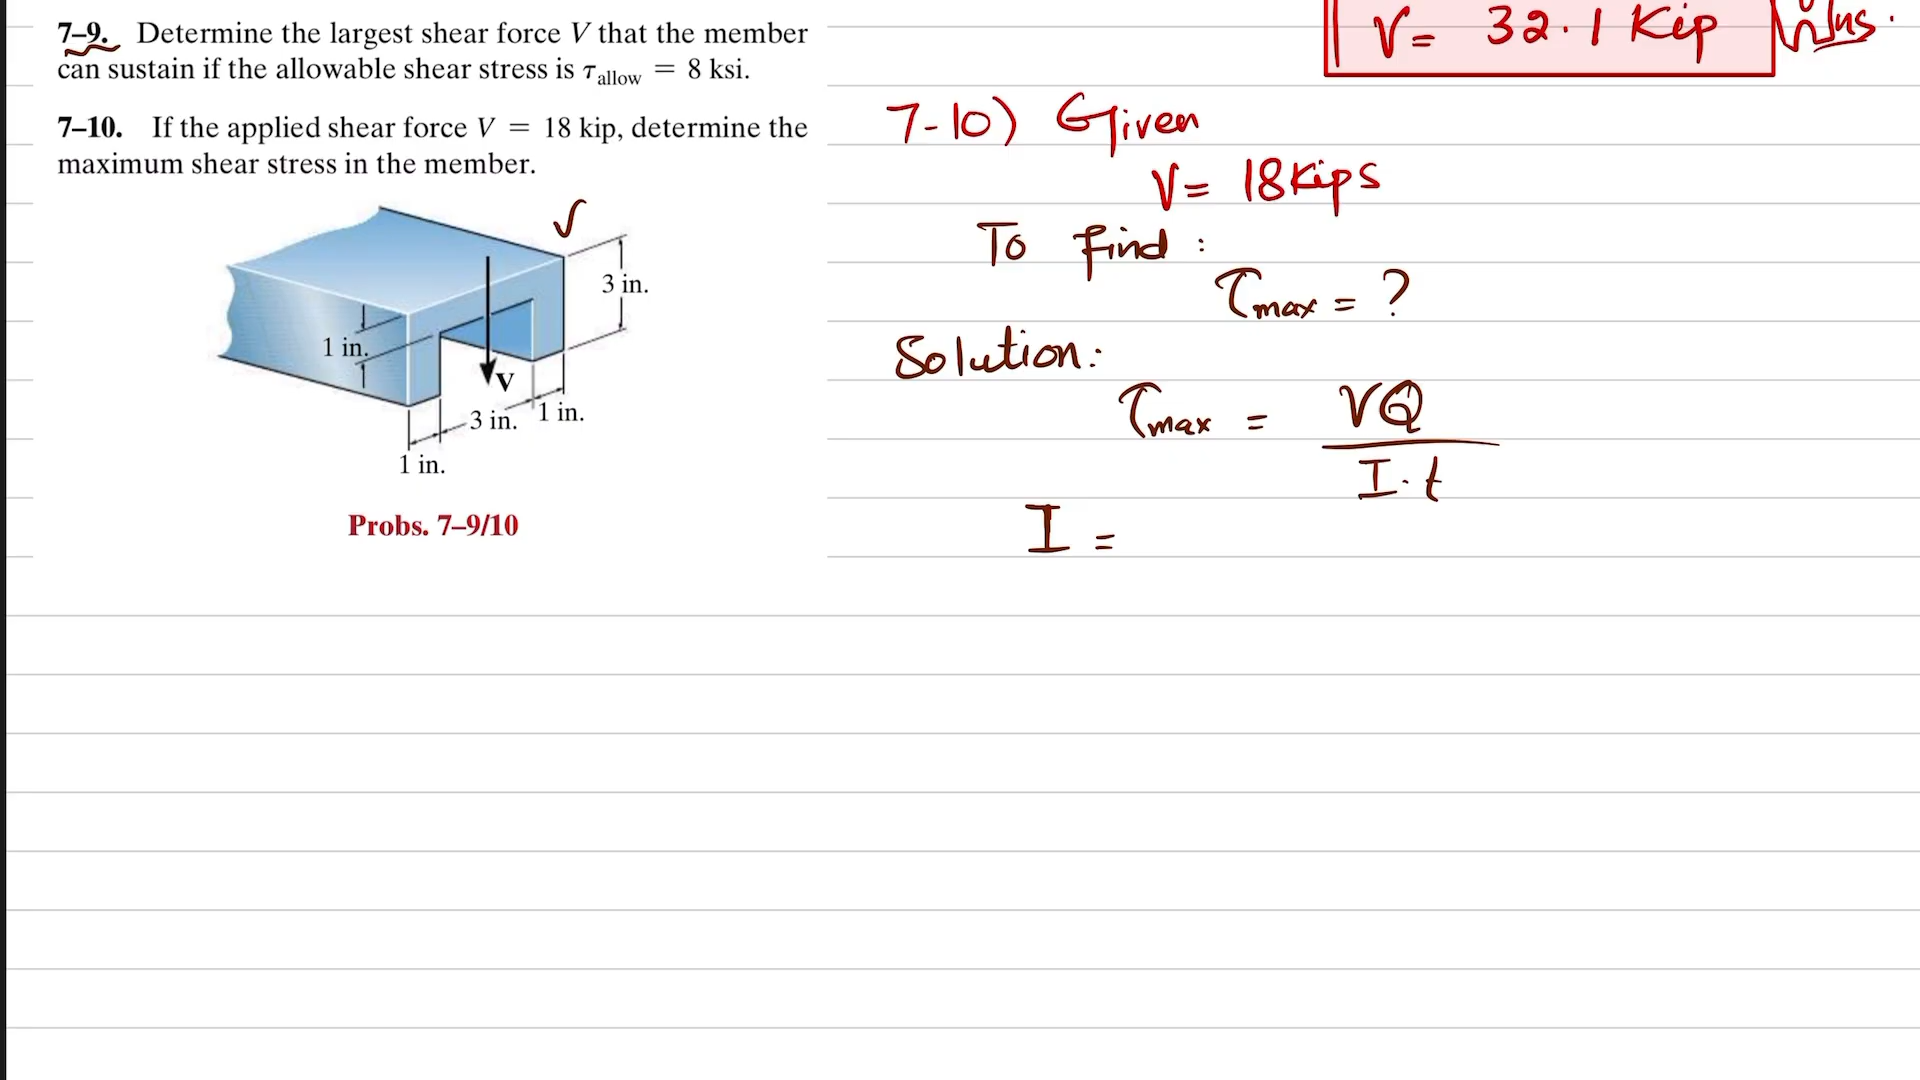 7–9. Determine the largest shear force V that the member
can sustain if the allowable shear stress is τallow = 8 ksi.
7–10. If the applied shear force V = 18 kip, determine the
maximum shear stress in the member.
3 in.
1 in.
V
3 in.
1 in.
1 in.
Probs. 7–9/10
V = 32.1 Kip
7-10) Given
V = 18 Kips
To find :
τmax = ?
Solution:
τmax = VQ
I.t
I =